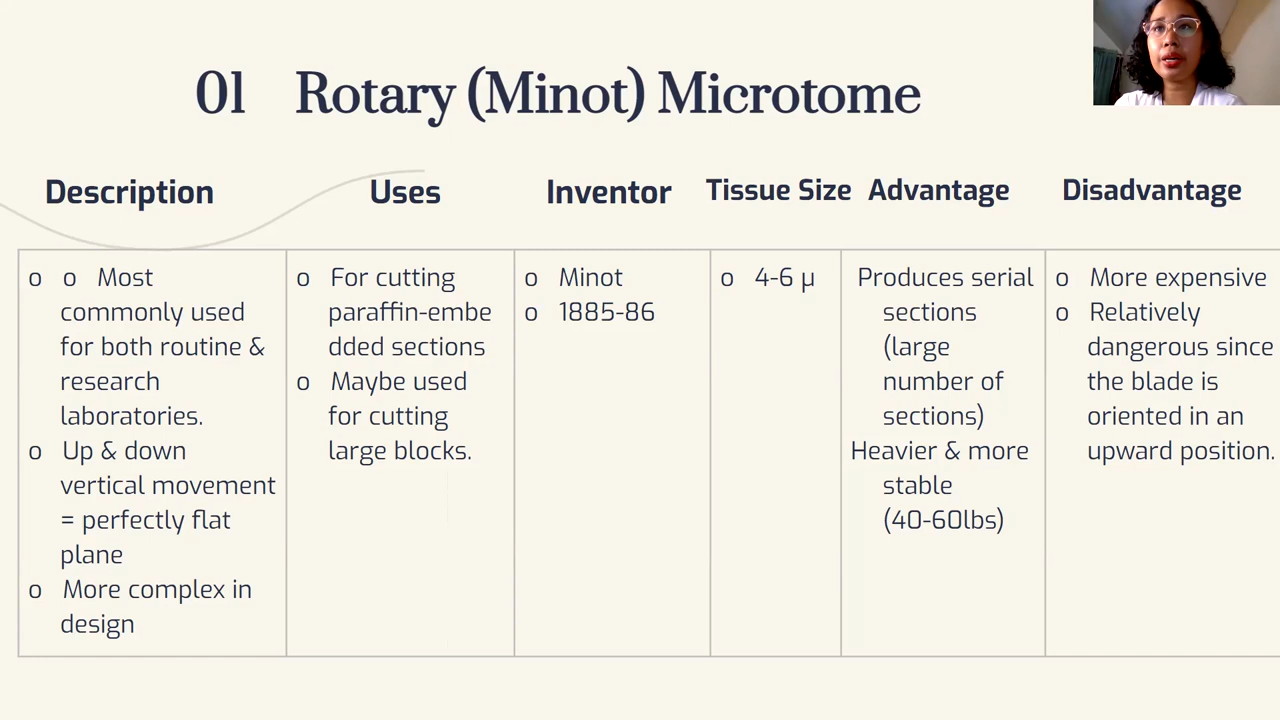 01 Rotary (Minot) Microtome
Description
Uses
Inventor
Tissue Size
Advantage
Disadvantage
o o Most
commonly used
for both routine &
research
laboratories.
o Up & down
vertical movement
= perfectly flat
plane
o More complex in
design
o For cutting
paraffin-embe
dded sections
o Maybe used
for cutting
large blocks.
o Minot
o 1885-86
o 4-6 µ
Produces serial
sections
(large
number of
sections)
Heavier & more
stable
(40-60lbs)
o More expensive
o Relatively
dangerous since
the blade is
oriented in an
upward position.